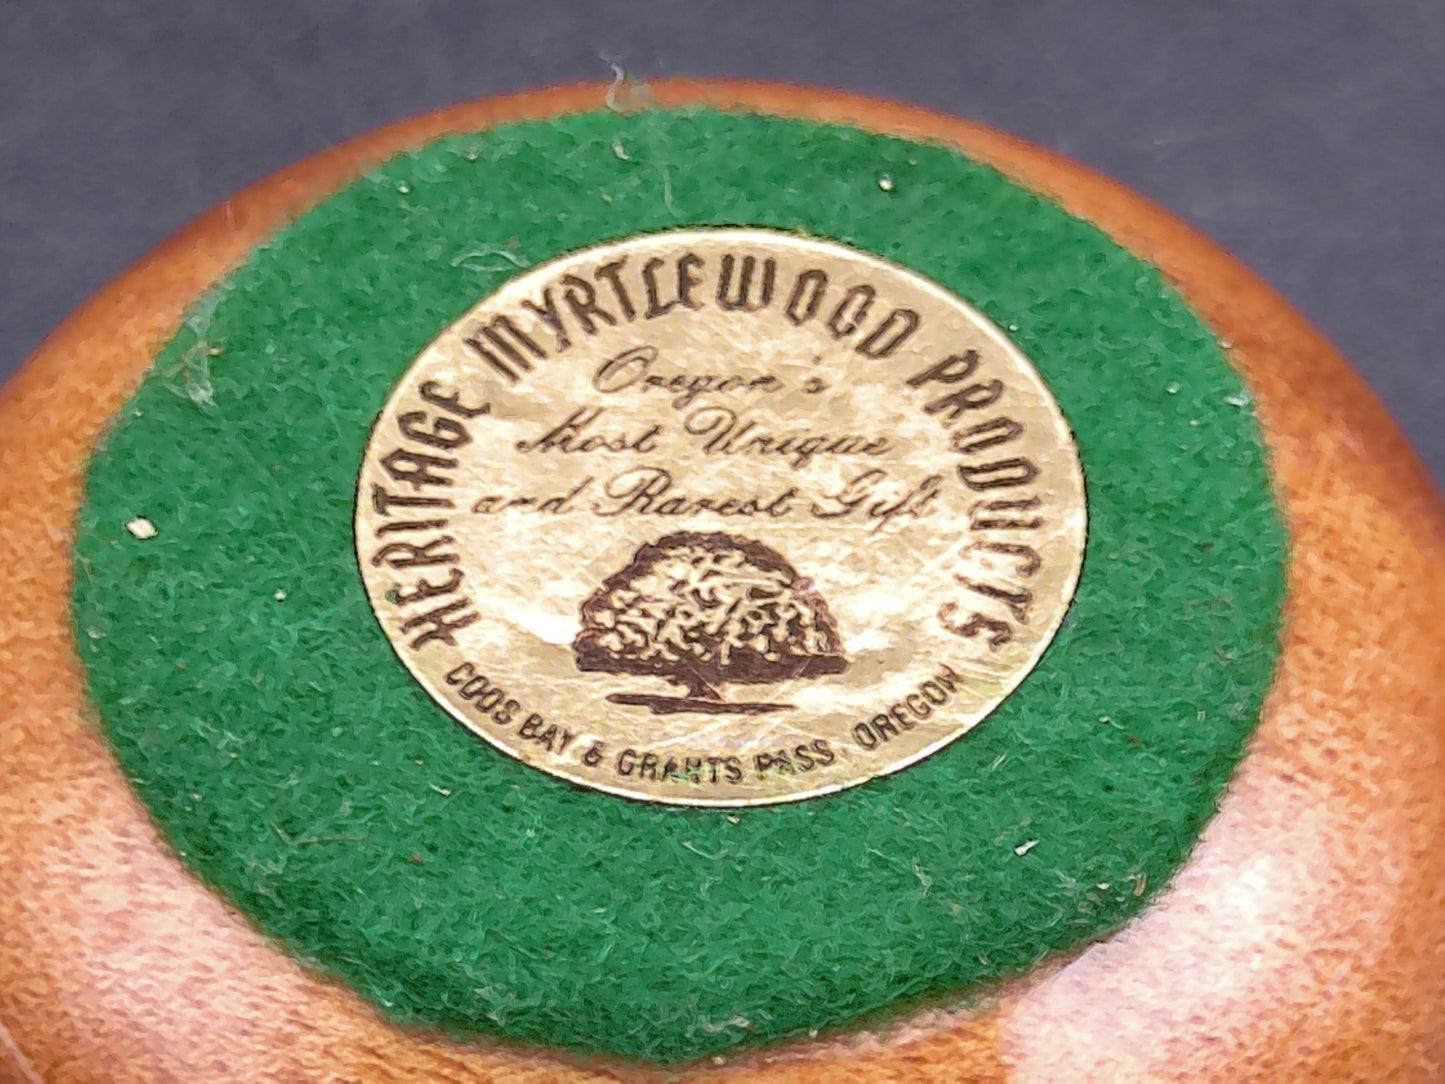 HERITAGE MYRTLEWOOD PRODUCTS
Oregon's
Most Unique
and Rarest Gift
COOS BAY & GRANTS PASS, OREGON